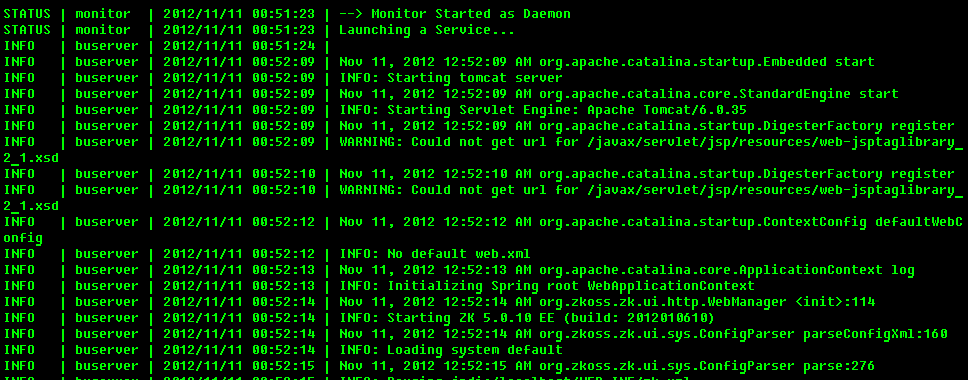 STATUS | monitor  | 2012/11/11 00:51:23 | --> Monitor Started as Daemon
STATUS | monitor  | 2012/11/11 00:51:23 | Launching a Service...
INFO   | buserver | 2012/11/11 00:51:24 |
INFO   | buserver | 2012/11/11 00:52:09 | Nov 11, 2012 12:52:09 AM org.apache.catalina.startup.Embedded start
INFO   | buserver | 2012/11/11 00:52:09 | INFO: Starting tomcat server
INFO   | buserver | 2012/11/11 00:52:09 | Nov 11, 2012 12:52:09 AM org.apache.catalina.core.StandardEngine start
INFO   | buserver | 2012/11/11 00:52:09 | INFO: Starting Servlet Engine: Apache Tomcat/6.0.35
INFO   | buserver | 2012/11/11 00:52:09 | Nov 11, 2012 12:52:09 AM org.apache.catalina.startup.DigesterFactory register
INFO   | buserver | 2012/11/11 00:52:09 | WARNING: Could not get url for /javax/servlet/jsp/resources/web-jsptaglibrary_
2_1.xsd
INFO   | buserver | 2012/11/11 00:52:10 | Nov 11, 2012 12:52:10 AM org.apache.catalina.startup.DigesterFactory register
INFO   | buserver | 2012/11/11 00:52:10 | WARNING: Could not get url for /javax/servlet/jsp/resources/web-jsptaglibrary_
2_1.xsd
INFO   | buserver | 2012/11/11 00:52:12 | Nov 11, 2012 12:52:12 AM org.apache.catalina.startup.ContextConfig defaultWebC
onfig
INFO   | buserver | 2012/11/11 00:52:12 | INFO: No default web.xml
INFO   | buserver | 2012/11/11 00:52:13 | Nov 11, 2012 12:52:13 AM org.apache.catalina.core.ApplicationContext log
INFO   | buserver | 2012/11/11 00:52:13 | INFO: Initializing Spring root WebApplicationContext
INFO   | buserver | 2012/11/11 00:52:14 | Nov 11, 2012 12:52:14 AM org.zkoss.zk.ui.http.WebManager <init>:114
INFO   | buserver | 2012/11/11 00:52:14 | INFO: Starting ZK 5.0.10 EE (build: 2012010610)
INFO   | buserver | 2012/11/11 00:52:14 | Nov 11, 2012 12:52:14 AM org.zkoss.zk.ui.sys.ConfigParser parseConfigXml:160
INFO   | buserver | 2012/11/11 00:52:14 | INFO: Loading system default
INFO   | buserver | 2012/11/11 00:52:15 | Nov 11, 2012 12:52:15 AM org.zkoss.zk.ui.sys.ConfigParser parse:276
INFO   | buserver | 2012/11/11 00:52:15 | INFO: